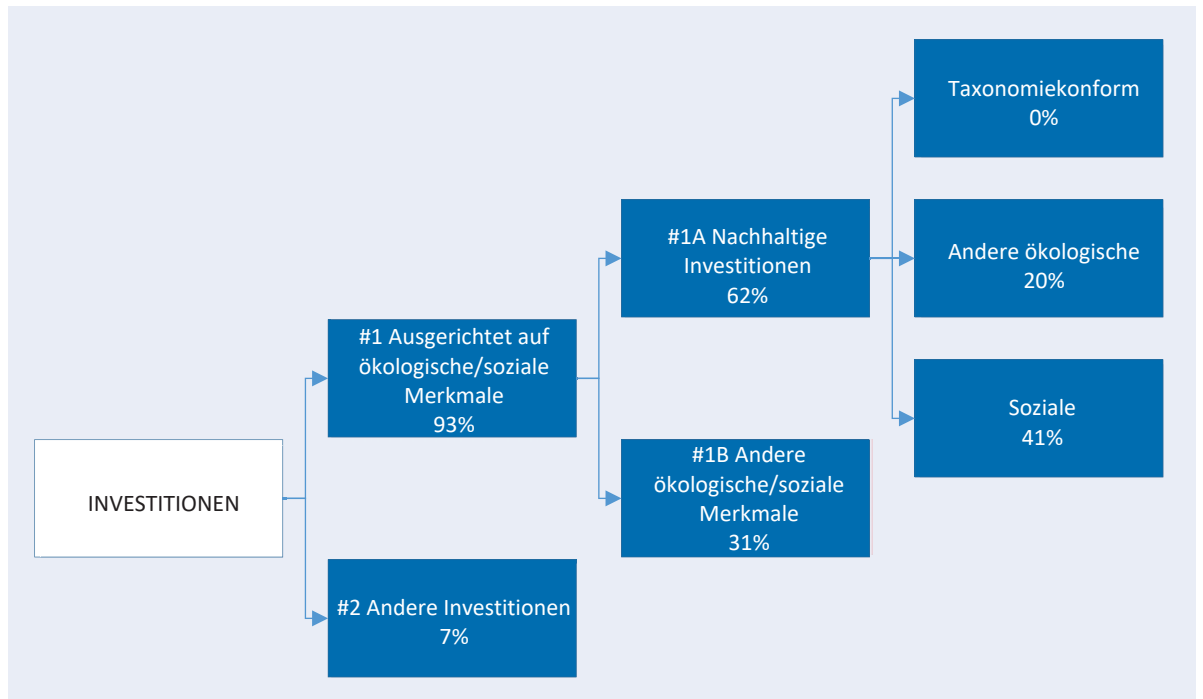 INVESTITIONEN
#1 Ausgerichtet auf
ökologische/soziale
Merkmale
93%
#2 Andere Investitionen
7%
#1A Nachhaltige
Investitionen
62%
#1B Andere
ökologische/soziale
Merkmale
31%
Taxonomiekonform
0%
Andere ökologische
20%
Soziale
41%